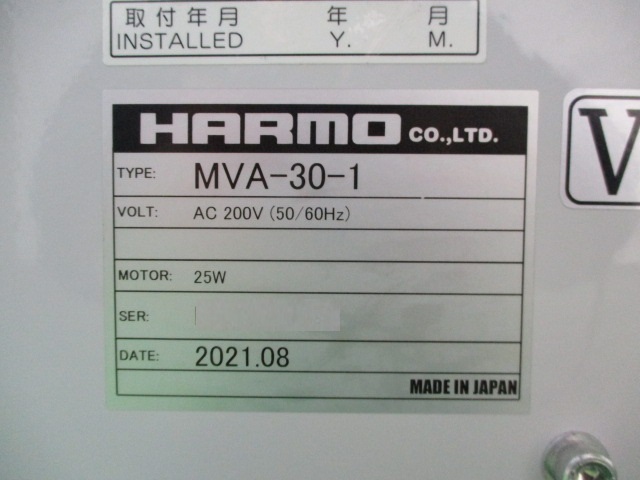 取付年月 年 月
INSTALLED Y. M.
HARMO CO.,LTD.
TYPE: MVA-30-1
VOLT: AC 200V (50/60Hz)
MOTOR: 25W
SER:
DATE: 2021.08
MADE IN JAPAN
V